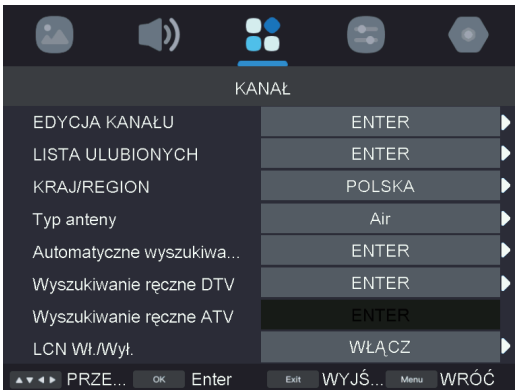 KANAŁ
EDYCJA KANAŁU ENTER
LISTA ULUBIONYCH ENTER
KRAJ/REGION POLSKA
Typ anteny Air
Automatyczne wyszukiwa... ENTER
Wyszukiwanie ręczne DTV ENTER
Wyszukiwanie ręczne ATV ENTER
LCN Wł./Wył. WŁĄCZ
PRZE... OK Enter Exit WYJŚ... Menu WRÓĆ